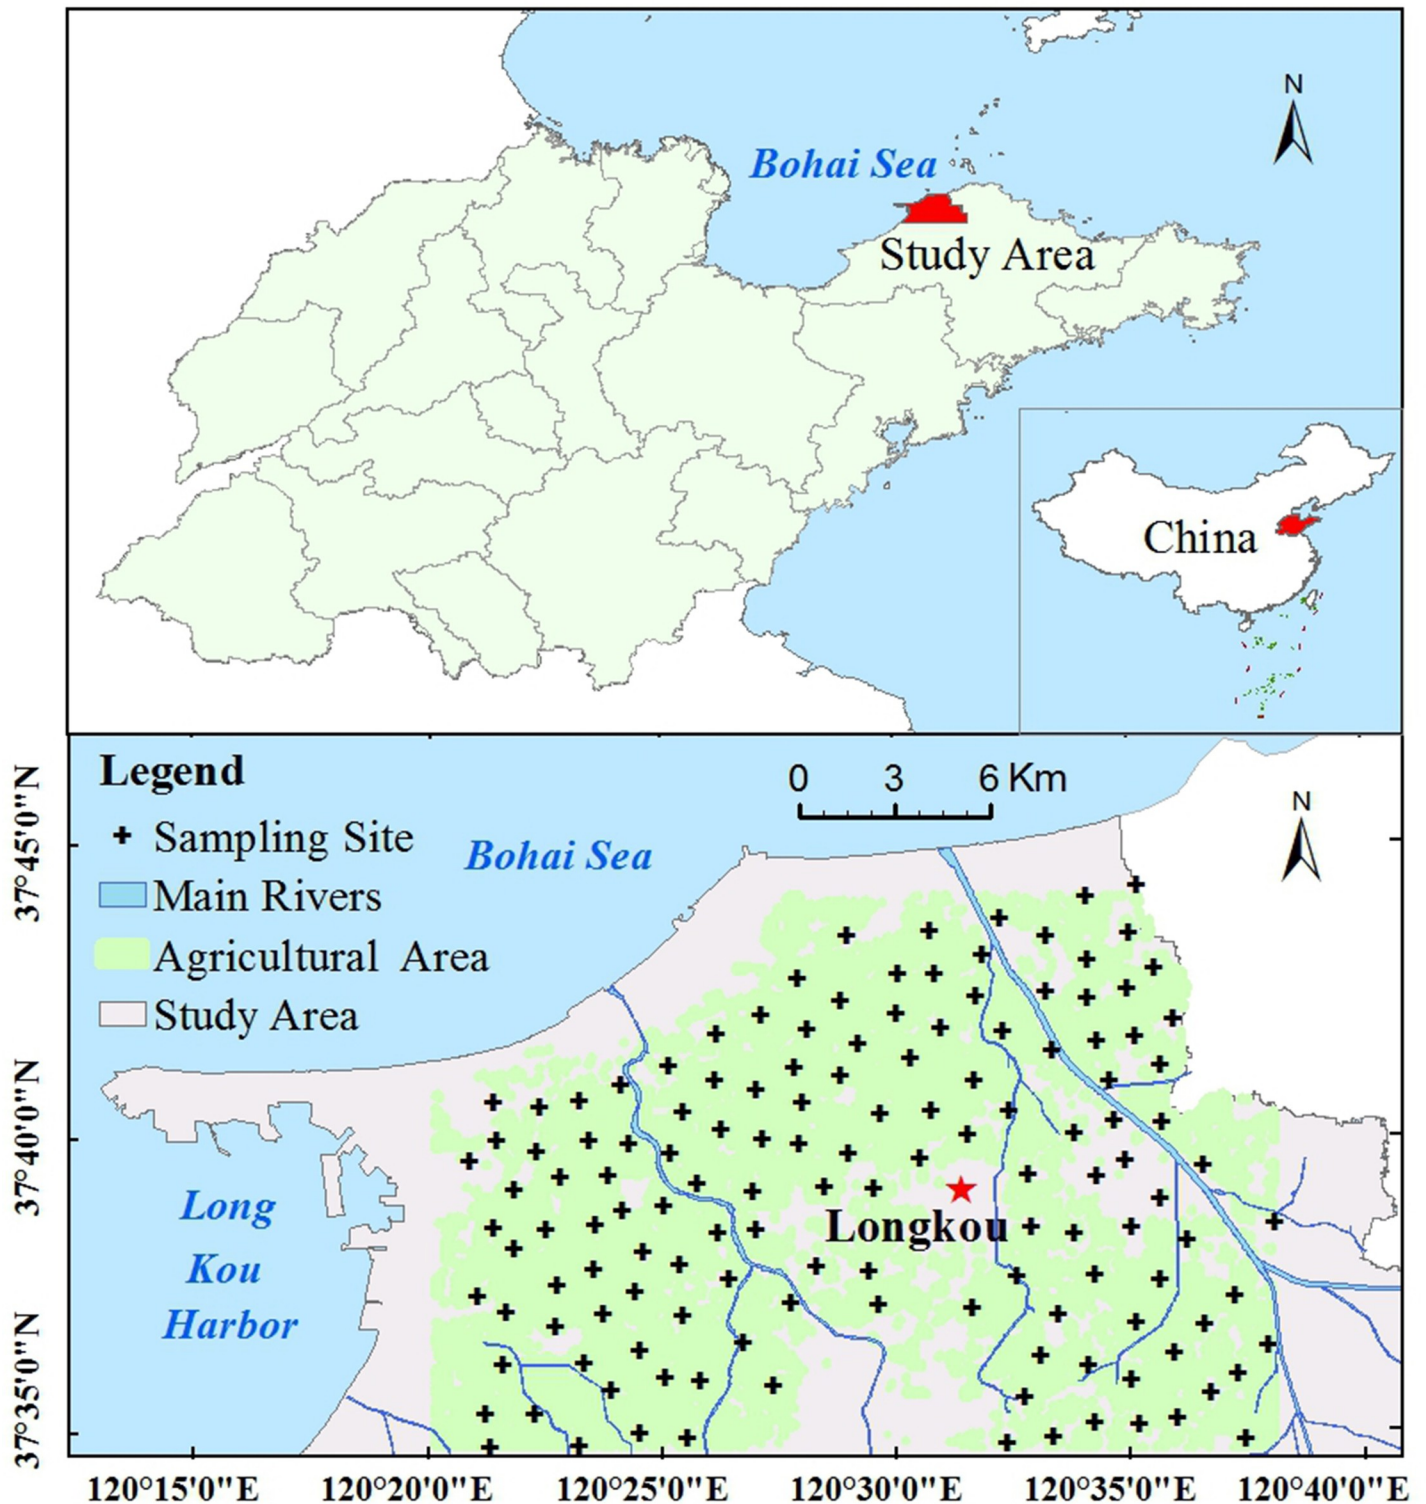 N
Bohai Sea
Study Area
China
Legend
Sampling Site
Main Rivers
Agricultural Area
Study Area
0 3 6 Km
N
Bohai Sea
Long
Kou
Harbor
Longkou
37°45'0"N
37°40'0"N
37°35'0"N
120°15'0"E 120°20'0"E 120°25'0"E 120°30'0"E 120°35'0"E 120°40'0"E